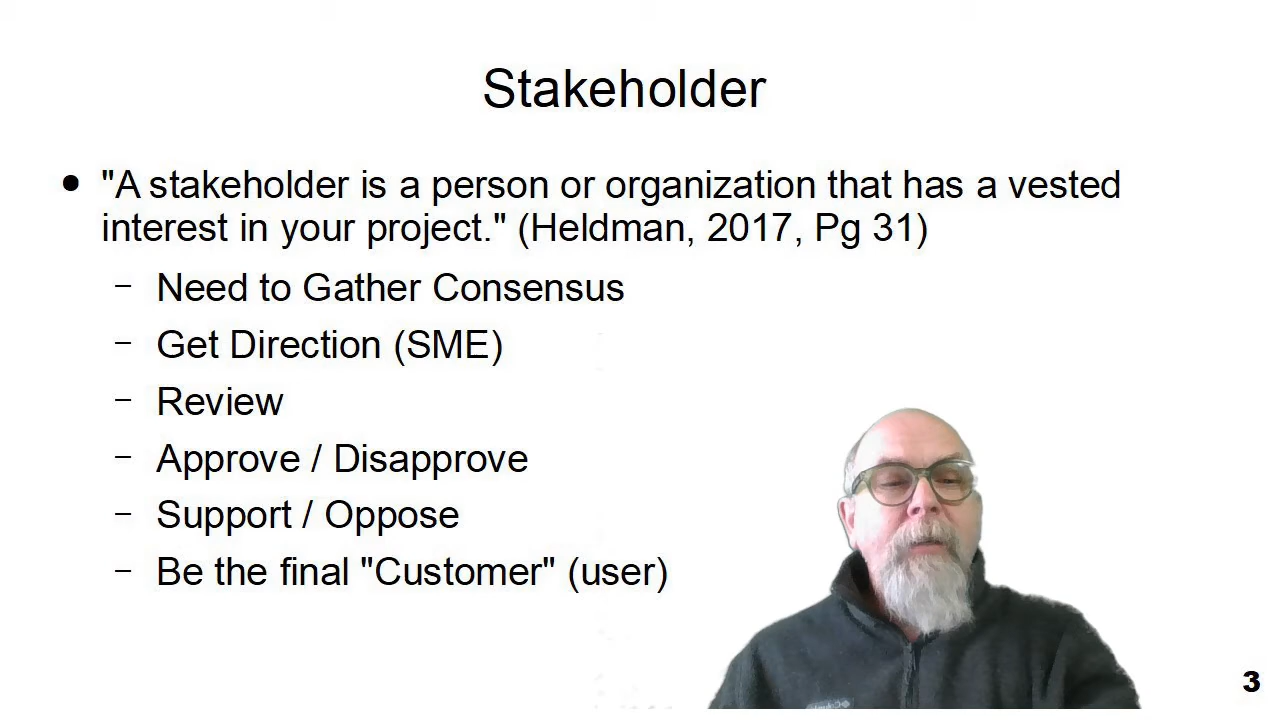 Stakeholder
● "A stakeholder is a person or organization that has a vested
interest in your project." (Heldman, 2017, Pg 31)
– Need to Gather Consensus
– Get Direction (SME)
– Review
– Approve / Disapprove
– Support / Oppose
– Be the final "Customer" (user)
3